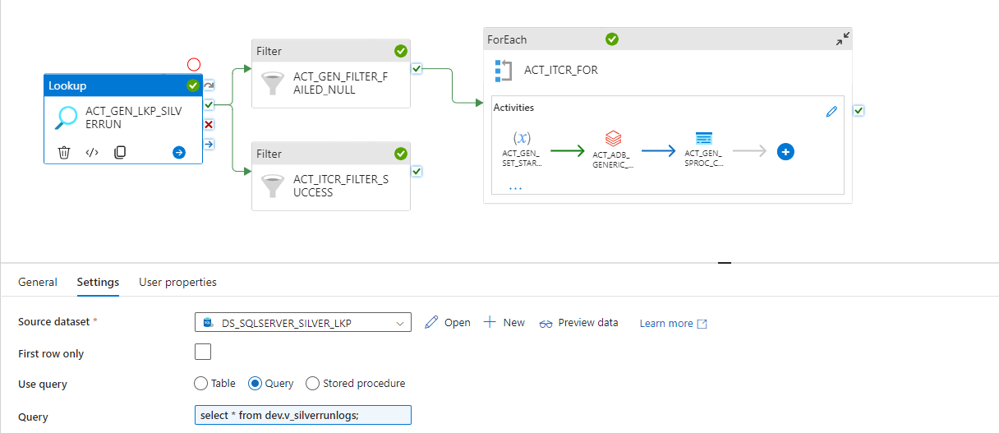 Lookup
ACT_GEN_LKP_SILV
ERRUN
Filter
ACT_GEN_FILTER_F
AILED_NULL
Filter
ACT_ITCR_FILTER_S
UCCESS
ForEach
ACT_ITCR_FOR
Activities
(x)
ACT_GEN_
SET_STAR...
ACT_ADB_
GENERIC_...
ACT_GEN_
SPROC_C...
...
General Settings User properties
Source dataset * DS_SQLSERVER_SILVER_LKP Open New Preview data Learn more
First row only
Use query Table Query Stored procedure
Query select * from dev.v_silverrunlogs;